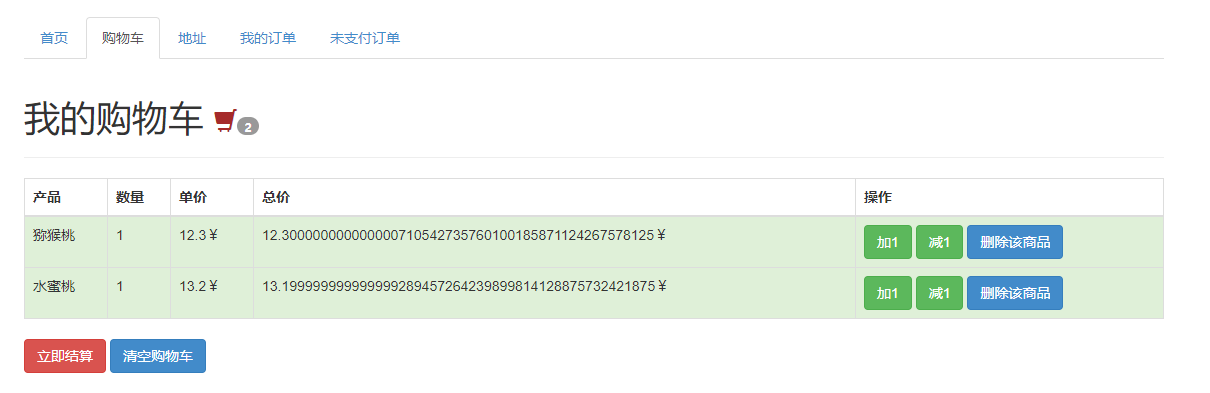 首页 购物车 地址 我的订单 未支付订单
我的购物车 2
产品 数量 单价 总价 操作
猕猴桃 1 12.3¥ 12.300000000000000710542735760100185871124267578125¥ 加1 减1 删除该商品
水蜜桃 1 13.2¥ 13.199999999999999289457264239899814128875732421875¥ 加1 减1 删除该商品
立即结算 清空购物车